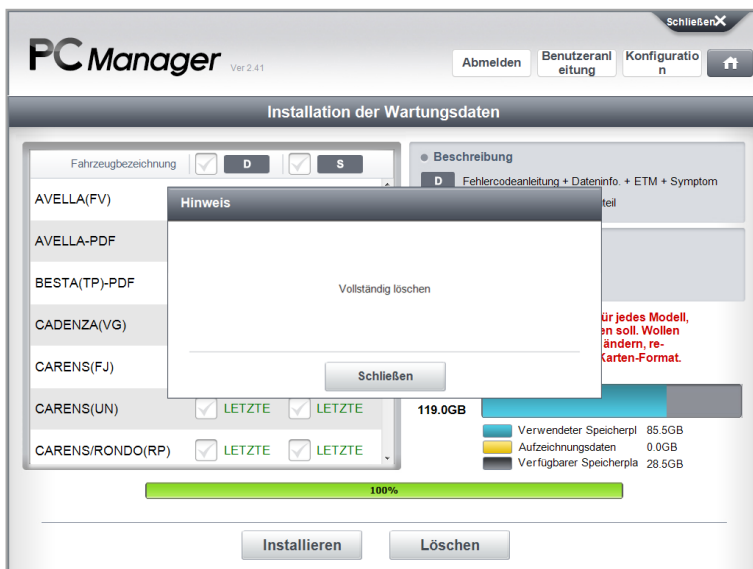 Schließen X
PC Manager Ver 2.41
Abmelden
Benutzeranl
eitung
Konfiguratio
n
Installation der Wartungsdaten
Fahrzeugbezeichnung D S
AVELLA(FV)
AVELLA-PDF
BESTA(TP)-PDF
CADENZA(VG)
CARENS(FJ)
CARENS(UN) LETZTE LETZTE
CARENS/RONDO(RP) LETZTE LETZTE
Beschreibung
D Fehlercodeanleitung + Dateninfo. + ETM + Symptom
teil
Hinweis
Vollständig löschen
Schließen
ür jedes Modell,
en soll. Wollen
ändern, re-
Karten-Format.
119.0GB
Verwendeter Speicherpl 85.5GB
Aufzeichnungsdaten 0.0GB
Verfügbarer Speicherpla 28.5GB
100%
Installieren
Löschen